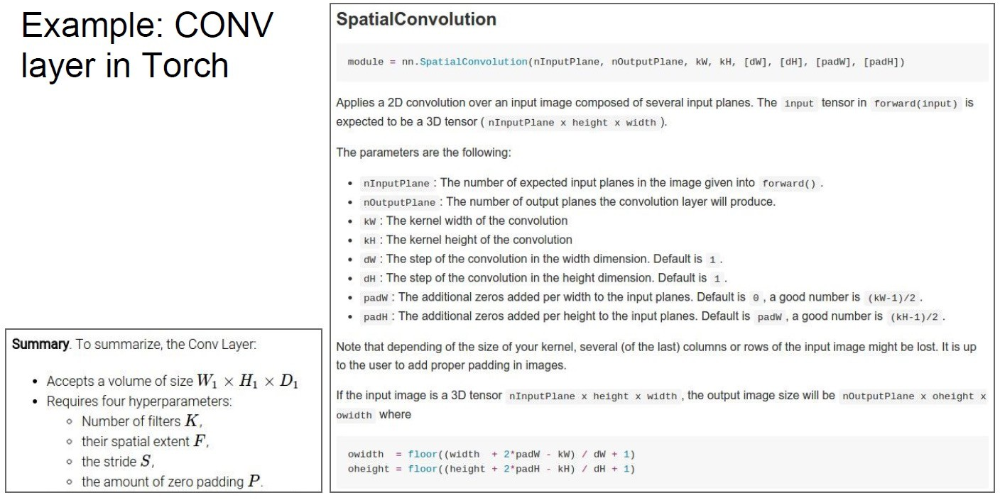 Example: CONV
layer in Torch
Summary. To summarize, the Conv Layer:
• Accepts a volume of size W₁ × H₁ × D₁
• Requires four hyperparameters:
◦ Number of filters K,
◦ their spatial extent F,
◦ the stride S,
◦ the amount of zero padding P.
SpatialConvolution
module = nn.SpatialConvolution(nInputPlane, nOutputPlane, kW, kH, [dW], [dH], [padW], [padH])
Applies a 2D convolution over an input image composed of several input planes. The input tensor in forward(input) is
expected to be a 3D tensor ( nInputPlane x height x width ).
The parameters are the following:
• nInputPlane : The number of expected input planes in the image given into forward() .
• nOutputPlane : The number of output planes the convolution layer will produce.
• kW : The kernel width of the convolution
• kH : The kernel height of the convolution
• dW : The step of the convolution in the width dimension. Default is 1 .
• dH : The step of the convolution in the height dimension. Default is 1 .
• padW : The additional zeros added per width to the input planes. Default is 0 , a good number is (kW-1)/2 .
• padH : The additional zeros added per height to the input planes. Default is padW , a good number is (kH-1)/2 .
Note that depending of the size of your kernel, several (of the last) columns or rows of the input image might be lost. It is up
to the user to add proper padding in images.
If the input image is a 3D tensor nInputPlane x height x width , the output image size will be nOutputPlane x oheight x
owidth where
owidth  = floor((width  + 2*padW - kW) / dW + 1)
oheight = floor((height + 2*padH - kH) / dH + 1)